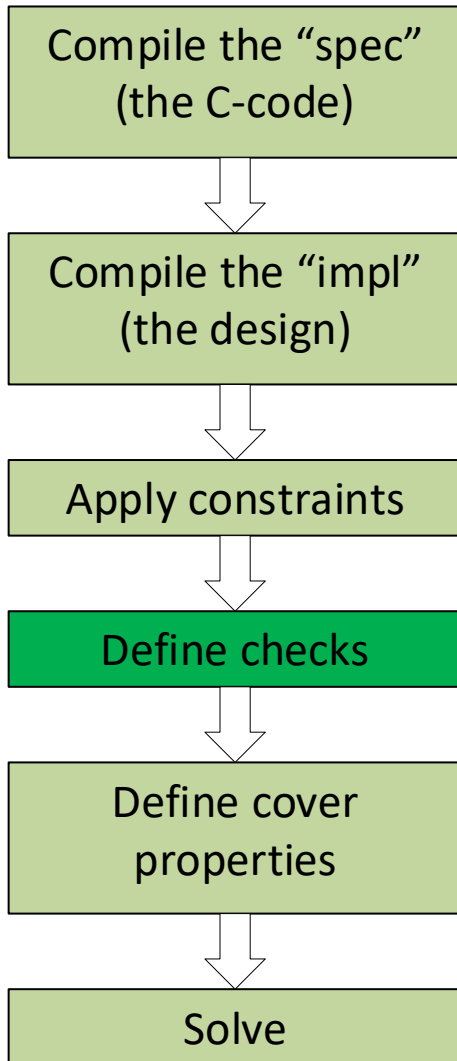 Compile the “spec”
(the C-code)
Compile the “impl”
(the design)
Apply constraints
Define checks
Define cover
properties
Solve